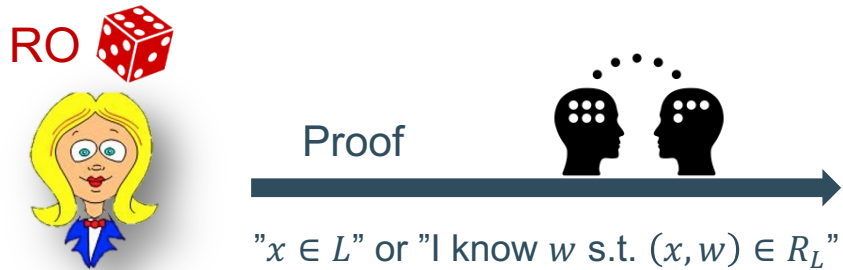 RO
Proof
"𝑥 ∈ 𝐿" or "I know 𝑤 s.t. (𝑥, 𝑤) ∈ 𝑅_𝐿"